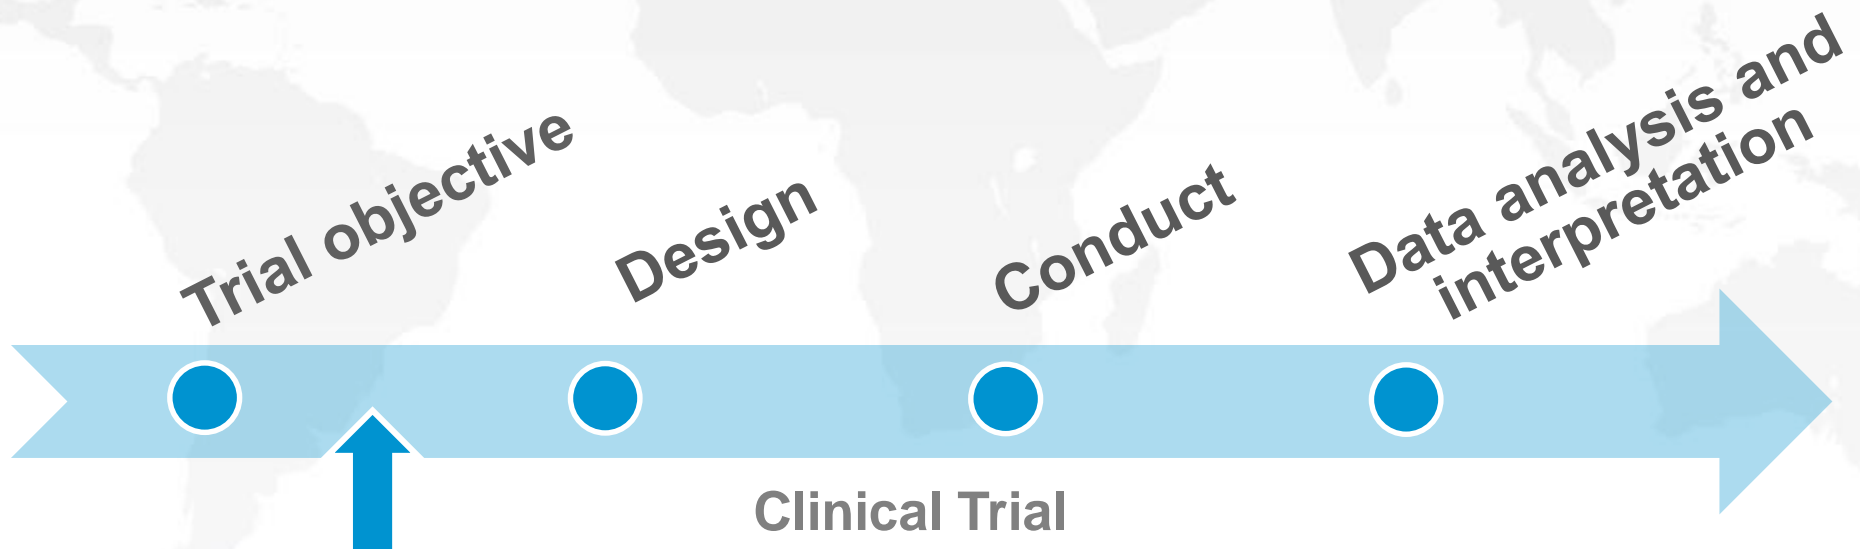 Trial objective
Design
Conduct
Data analysis and
interpretation
Clinical Trial